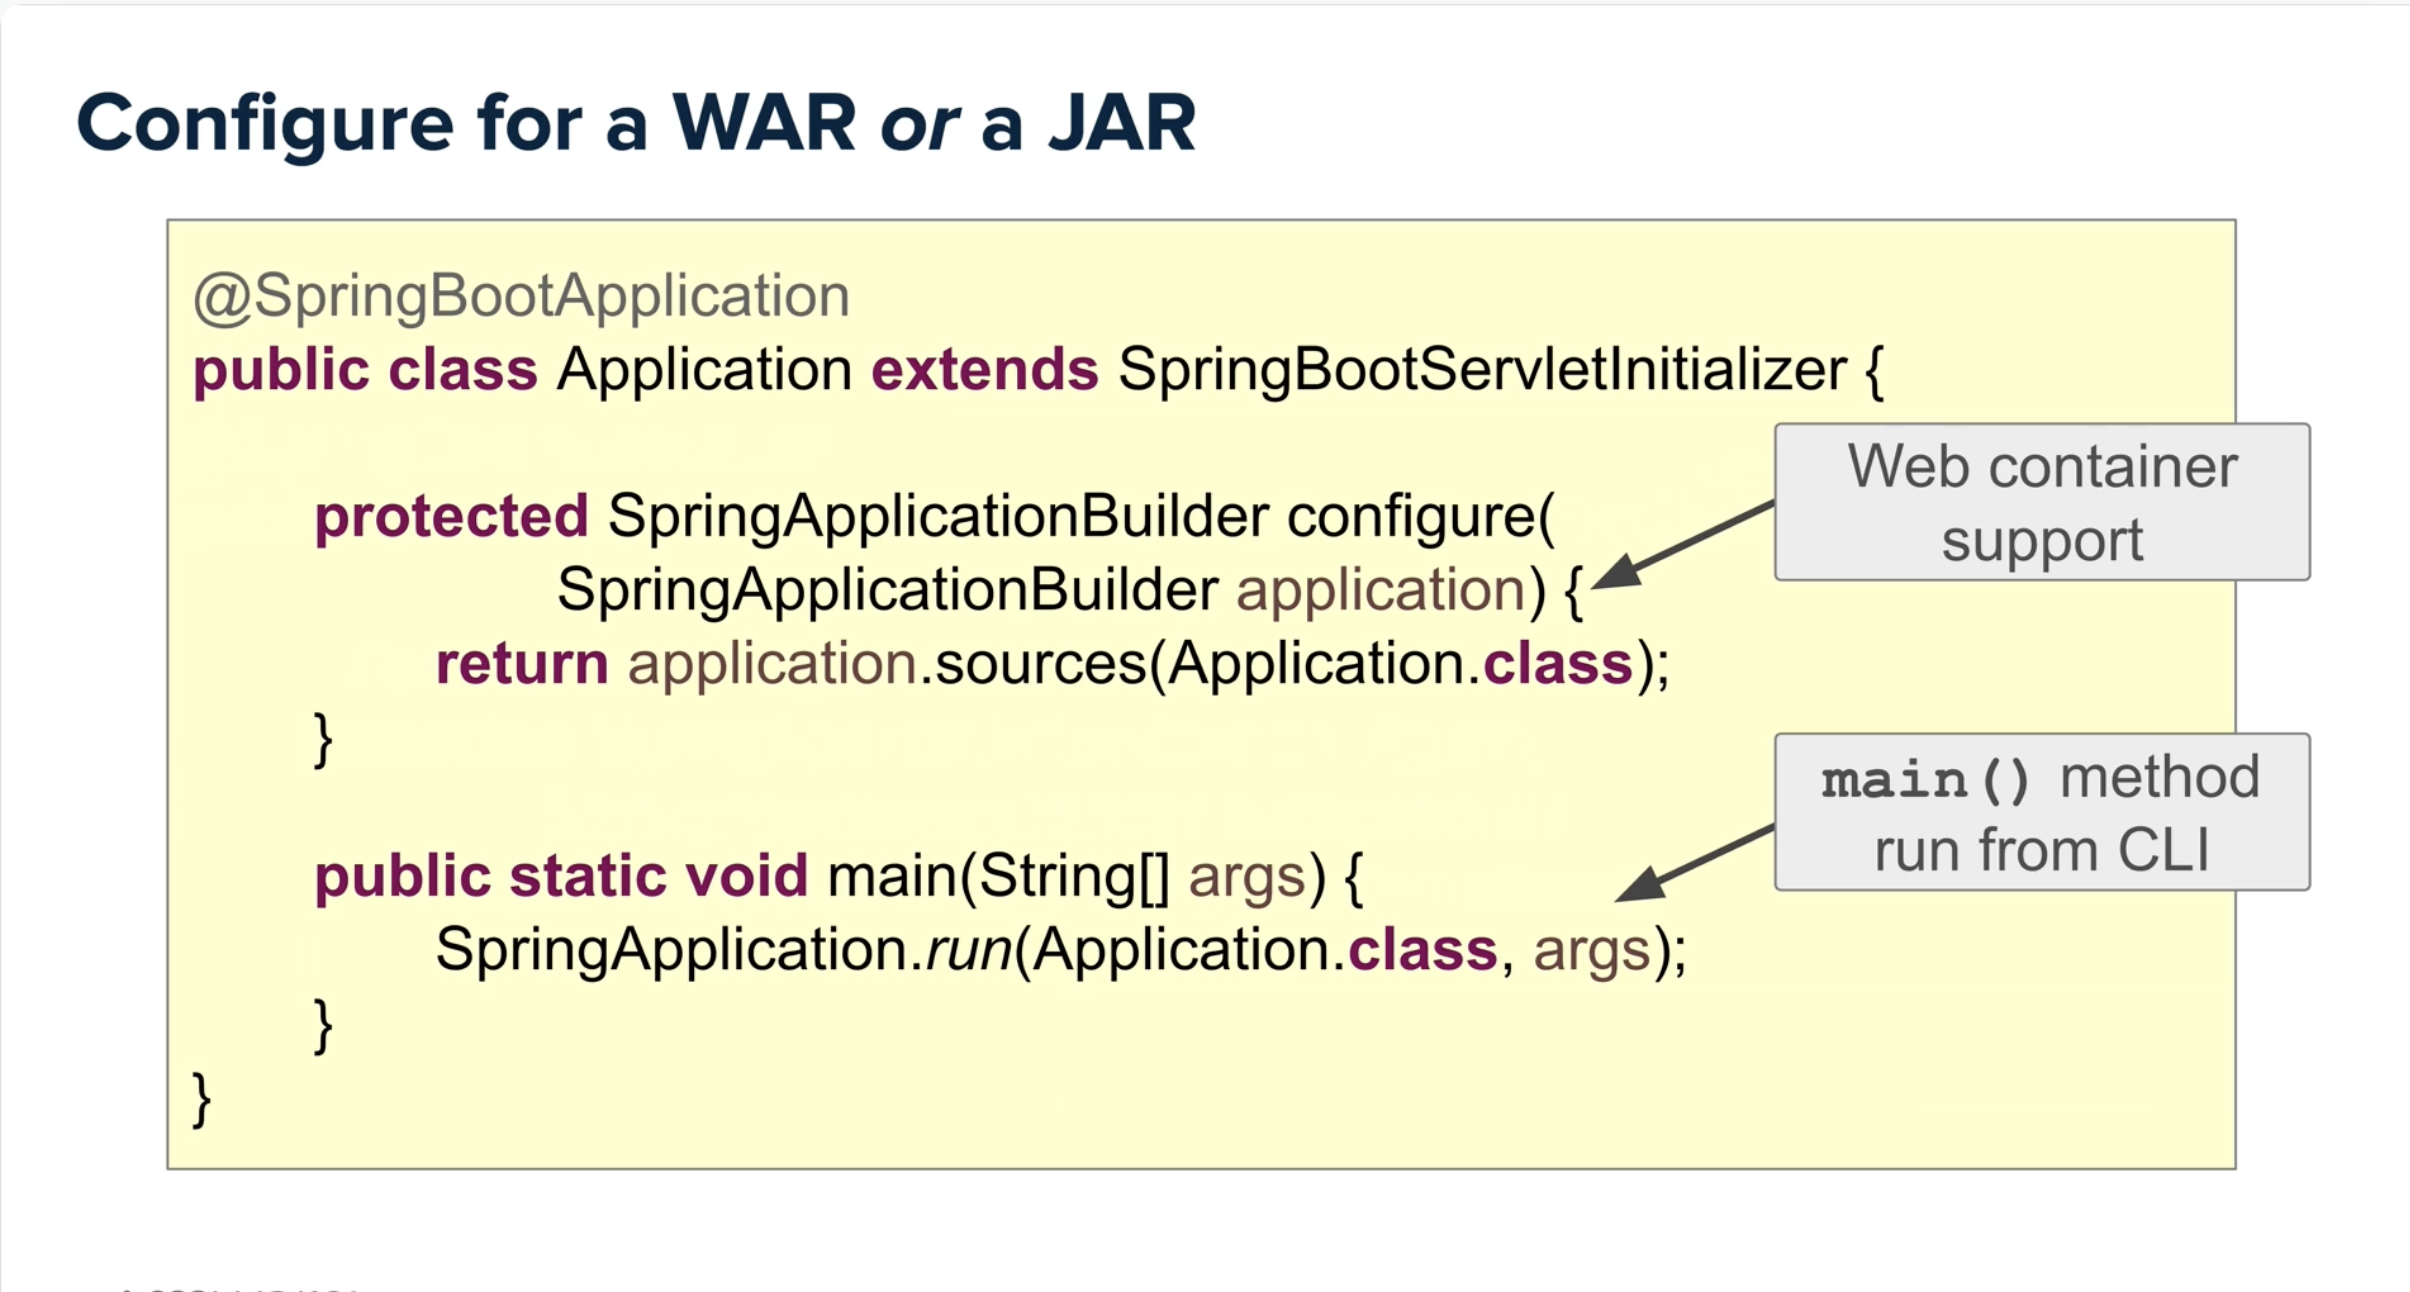 Configure for a WAR or a JAR
@SpringBootApplication
public class Application extends SpringBootServletInitializer {
protected SpringApplicationBuilder configure(
SpringApplicationBuilder application) {
return application.sources(Application.class);
}
Web container
support
public static void main(String[] args) {
SpringApplication.run(Application.class, args);
}
}
main() method
run from CLI